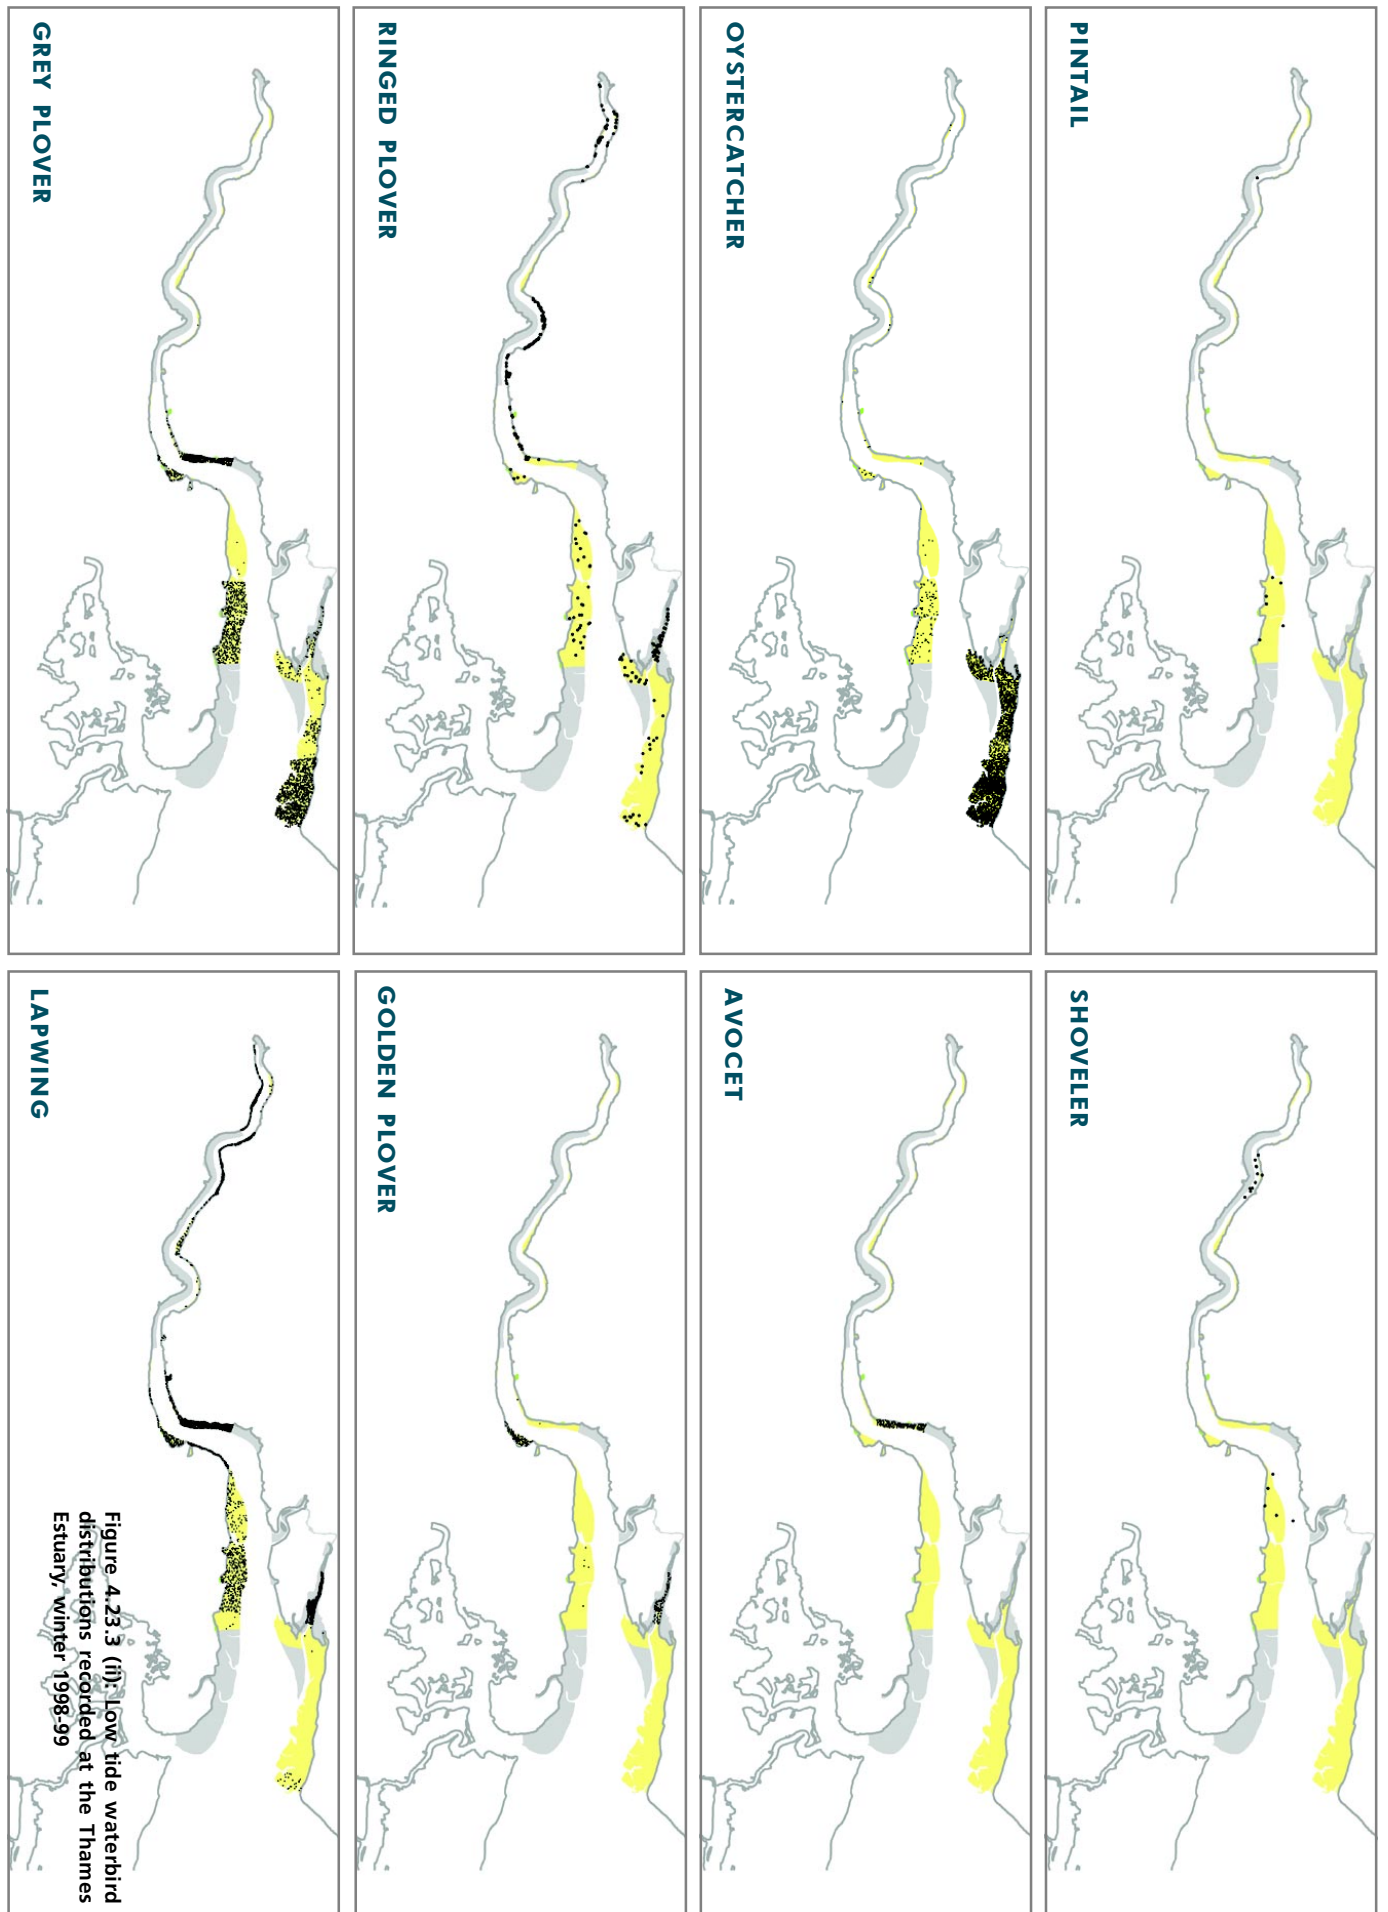 PINTAIL
SHOVELER
OYSTERCATCHER
AVOCET
RINGED PLOVER
GOLDEN PLOVER
GREY PLOVER
LAPWING
Figure 4.23.3 (ii): Low tide waterbird
distributions recorded at the Thames
Estuary, winter 1998-99